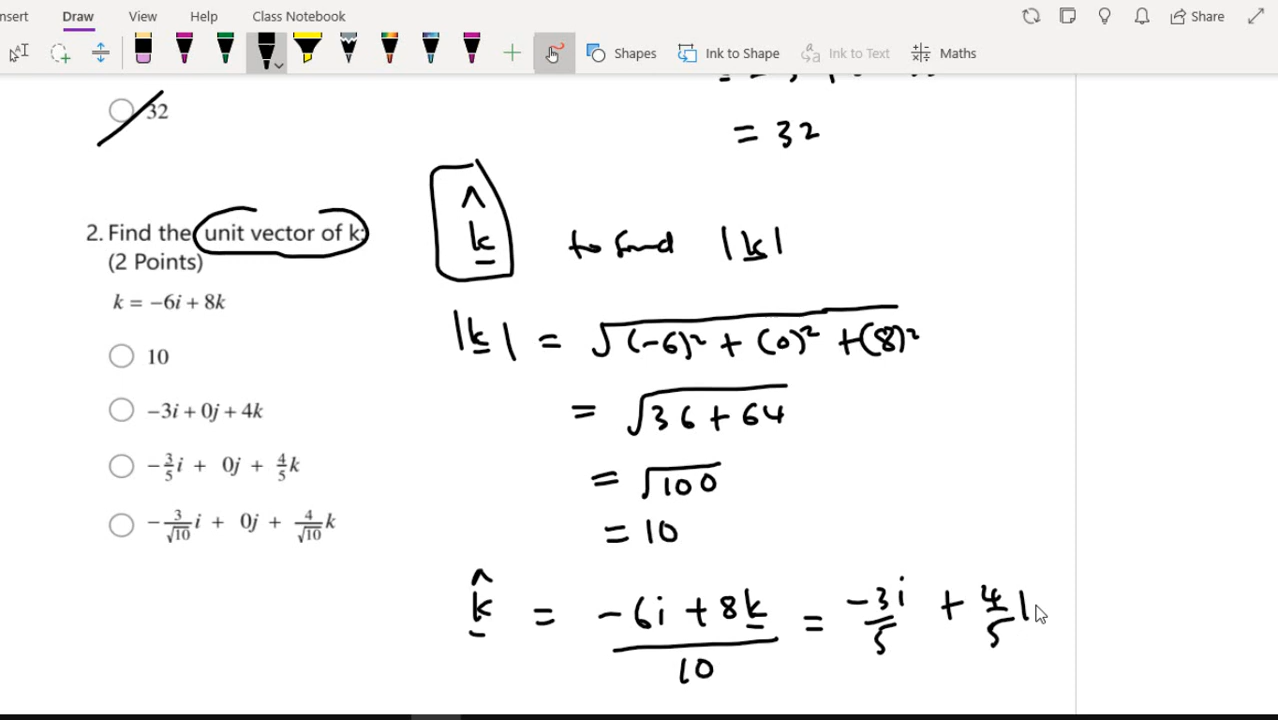 nsert Draw View Help Class Notebook Share
Shapes Ink to Shape Ink to Text Maths
32
= 32
^
2. Find the unit vector of k:
(2 Points)
k to find |k|
k = −6i + 8k
|k| = √(-6)² + (0)² + (8)²
10
= √36 + 64
−3i + 0j + 4k
−3/5 i + 0j + 4/5 k
= √100
−3/√10 i + 0j + 4/√10 k
= 10
k̂ = -6i + 8k / 10 = -3i/5 + 4/5